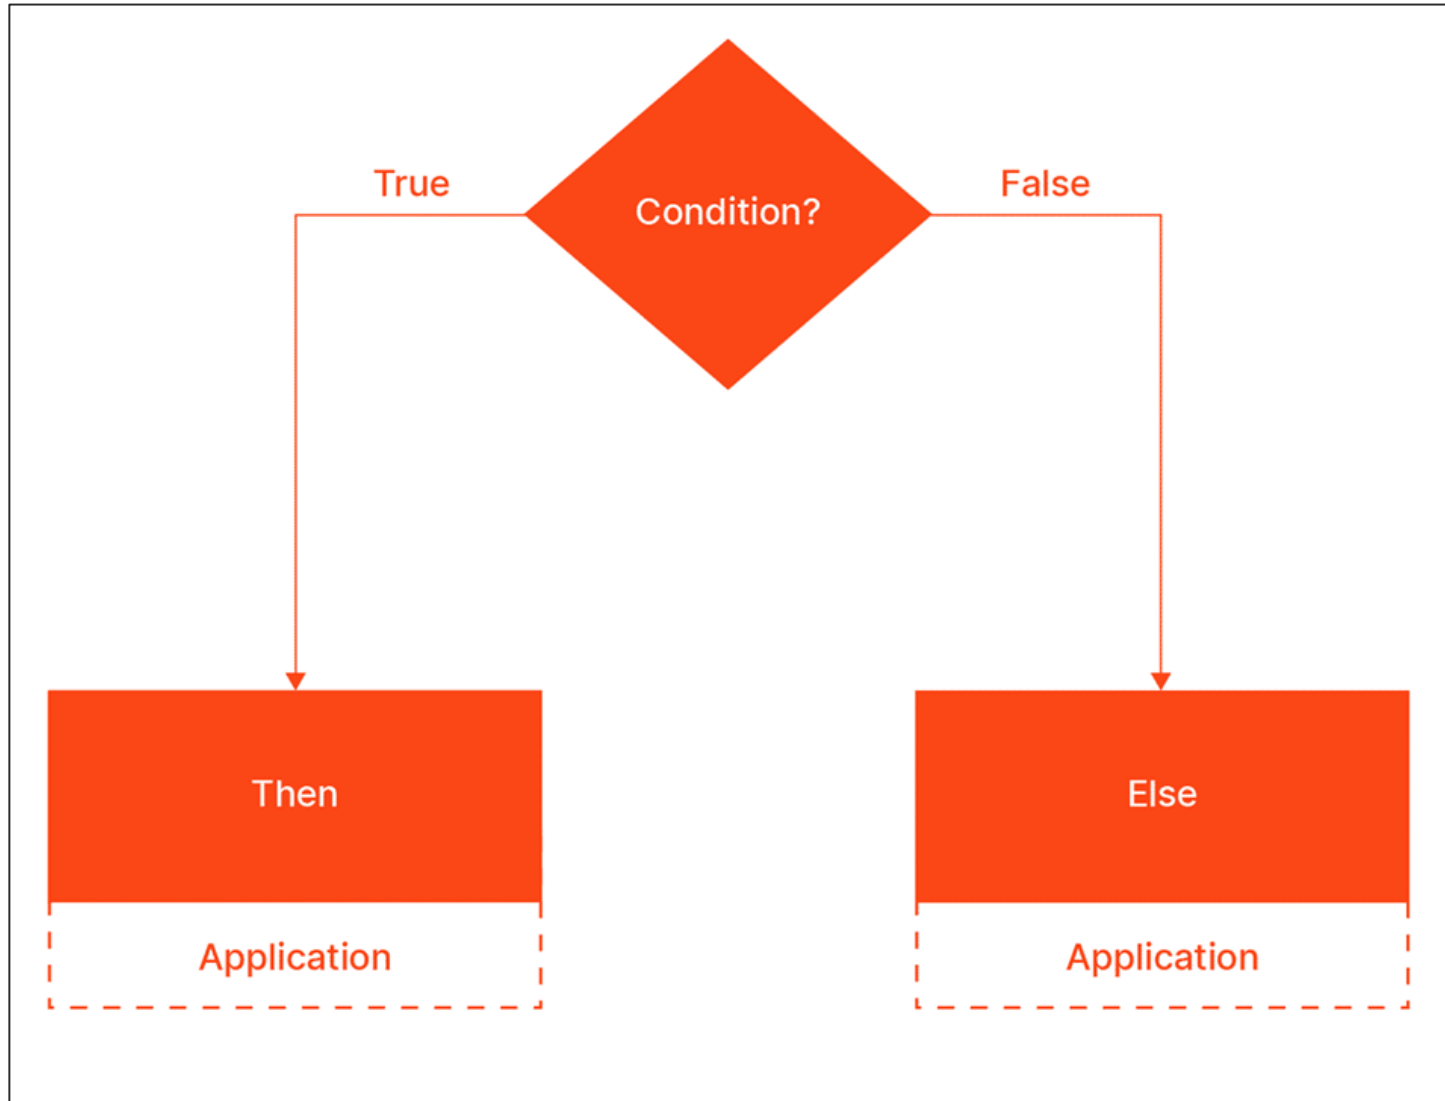 True
False
Condition?
Then
Else
Application
Application